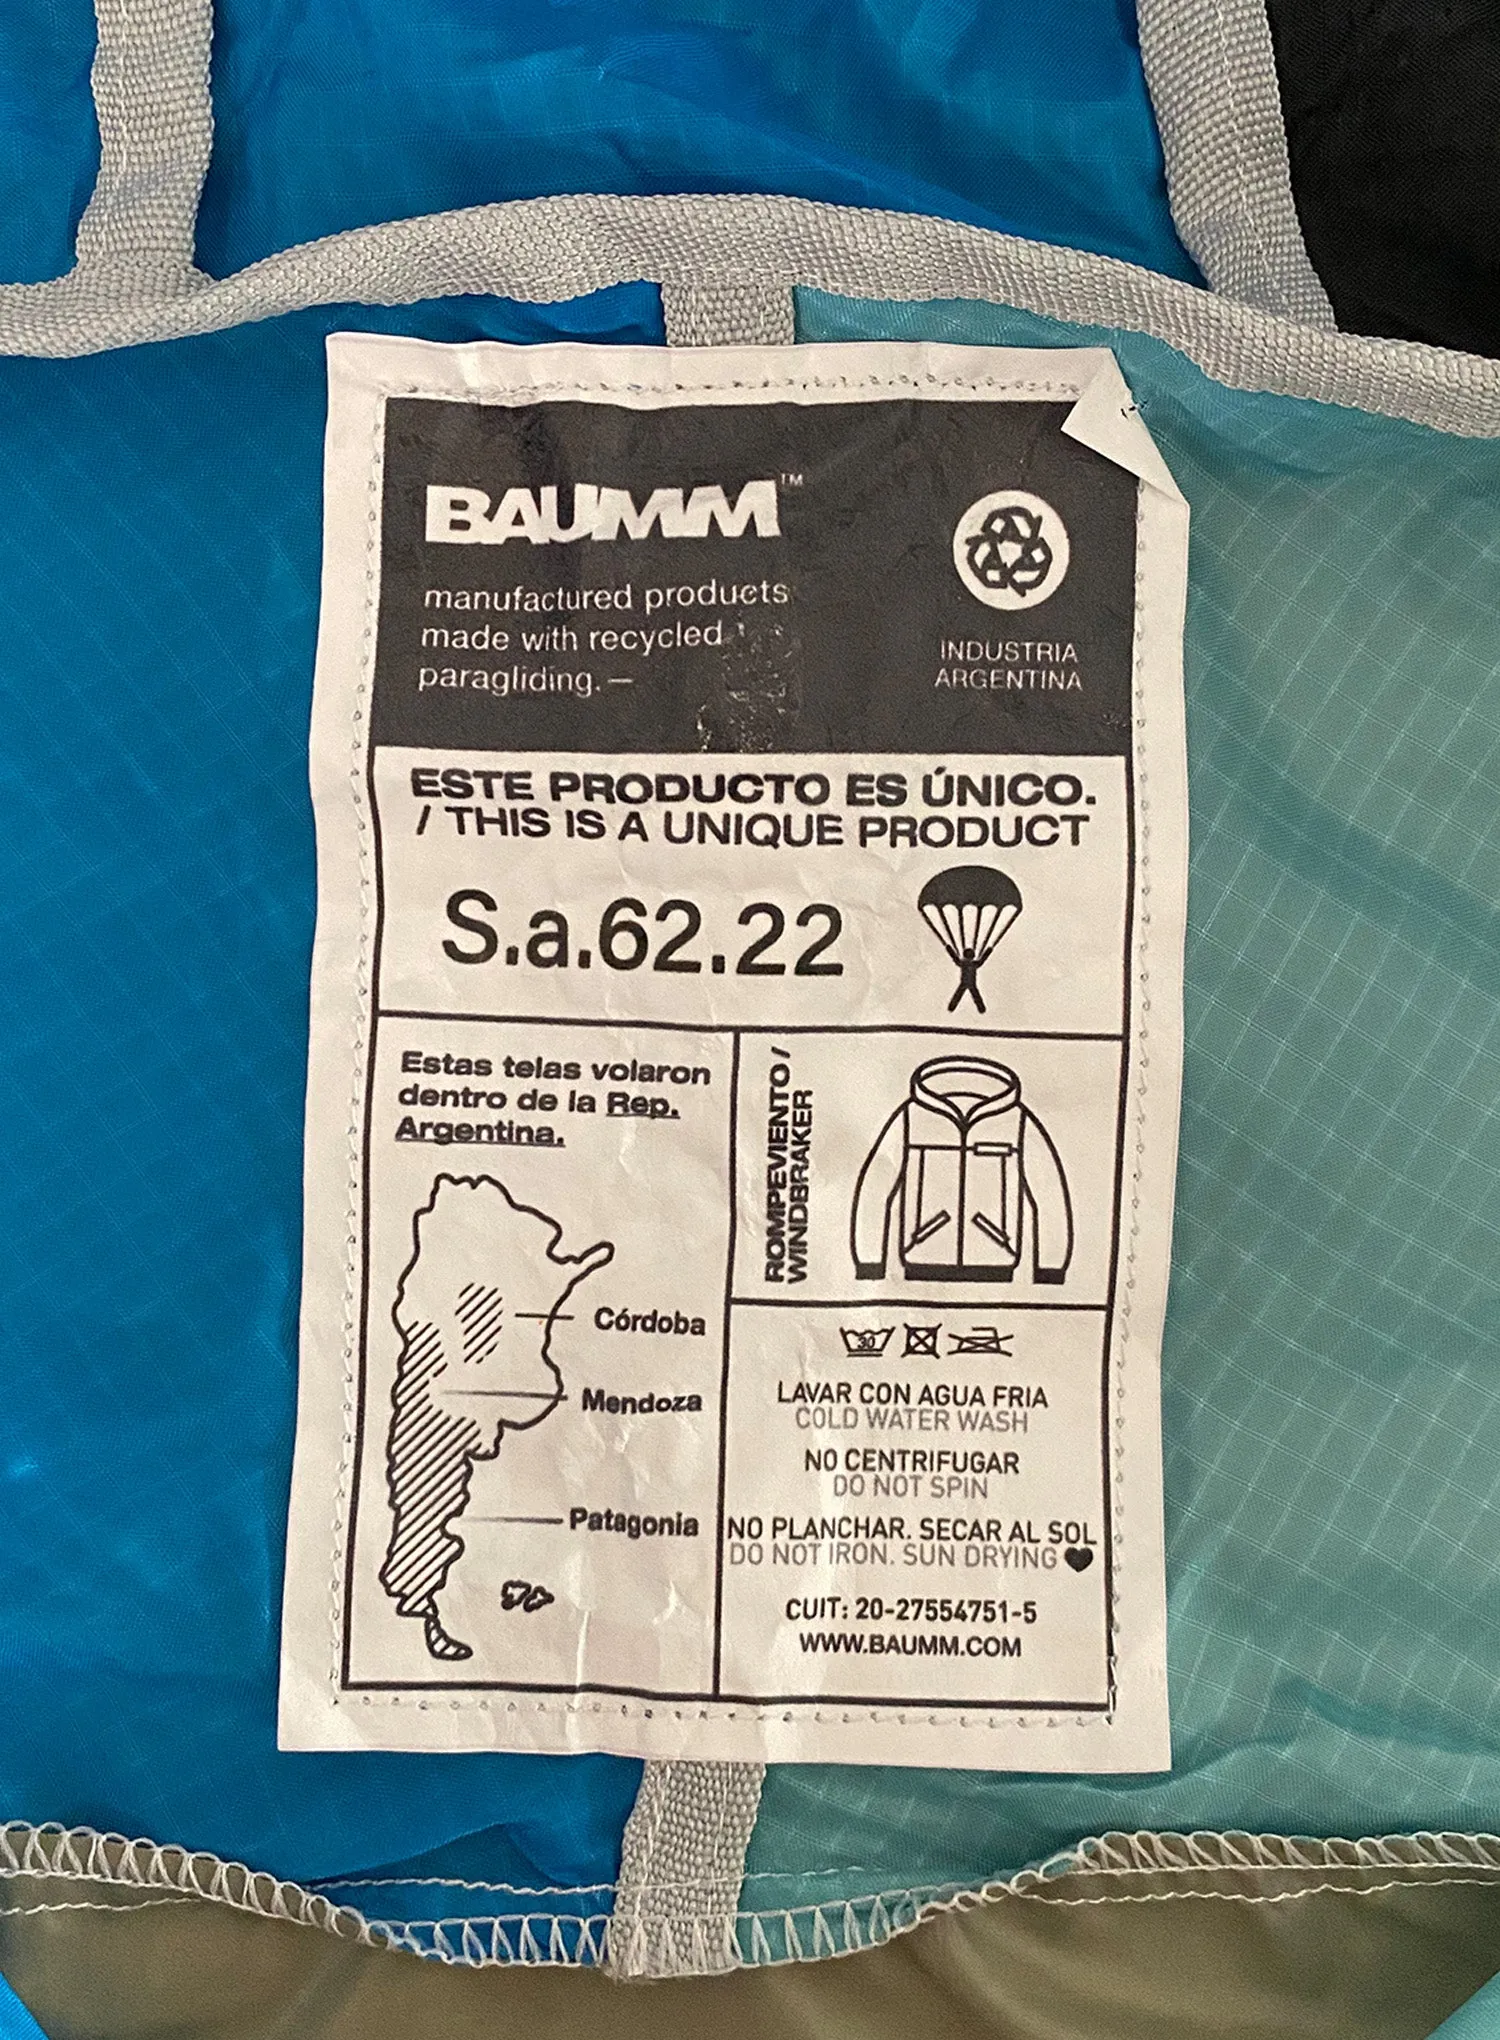 BAUMM™
manufactured products
made with recycled
paragliding.—
INDUSTRIA
ARGENTINA
ESTE PRODUCTO ES ÚNICO.
/ THIS IS A UNIQUE PRODUCT
S.a.62.22
Estas telas volaron
dentro de la Rep.
Argentina.
Córdoba
Mendoza
Patagonia
ROMPEVIENTO /
WINDBRAKER
30
LAVAR CON AGUA FRIA
COLD WATER WASH
NO CENTRIFUGAR
DO NOT SPIN
NO PLANCHAR. SECAR AL SOL
DO NOT IRON. SUN DRYING ♥
CUIT: 20-27554751-5
WWW.BAUMM.COM